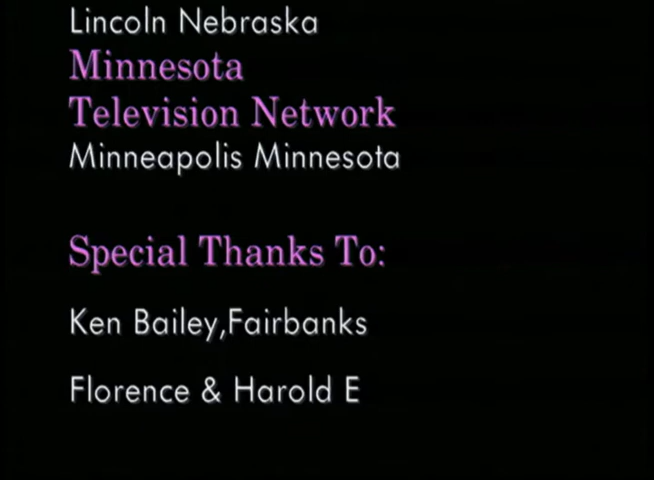 Lincoln Nebraska
Minnesota
Television Network
Minneapolis Minnesota
Special Thanks To:
Ken Bailey,Fairbanks
Florence & Harold E